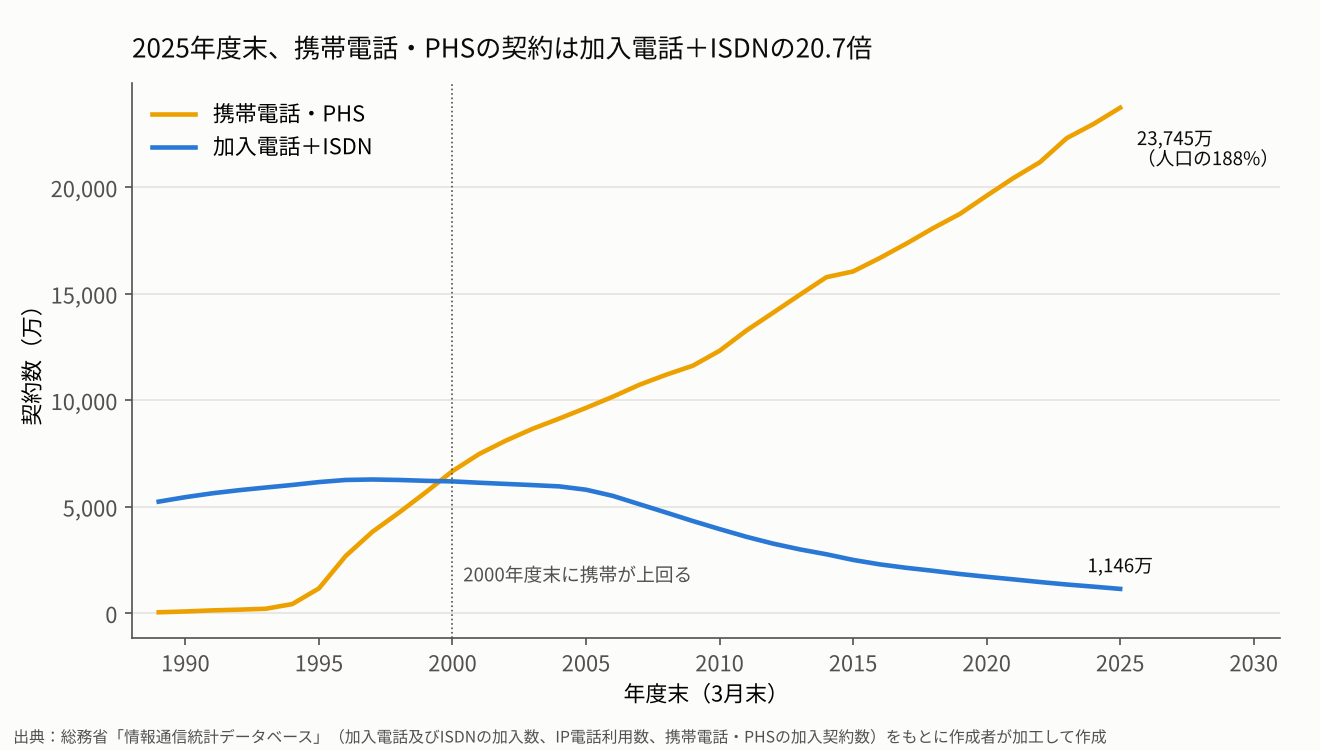 2025年度末、携帯電話・PHSの契約は加入電話＋ISDNの20.7倍
携帯電話・PHS
加入電話＋ISDN
23,745万
（人口の188%）
20,000
15,000
10,000
5,000
0
契約数（万）
2000年度末に携帯が上回る
1,146万
1990
1995
2000
2005
2010
2015
2020
2025
2030
年度末（3月末）
出典：総務省「情報通信統計データベース」（加入電話及びISDNの加入数、IP電話利用数、携帯電話・PHSの加入契約数）をもとに作成者が加工して作成